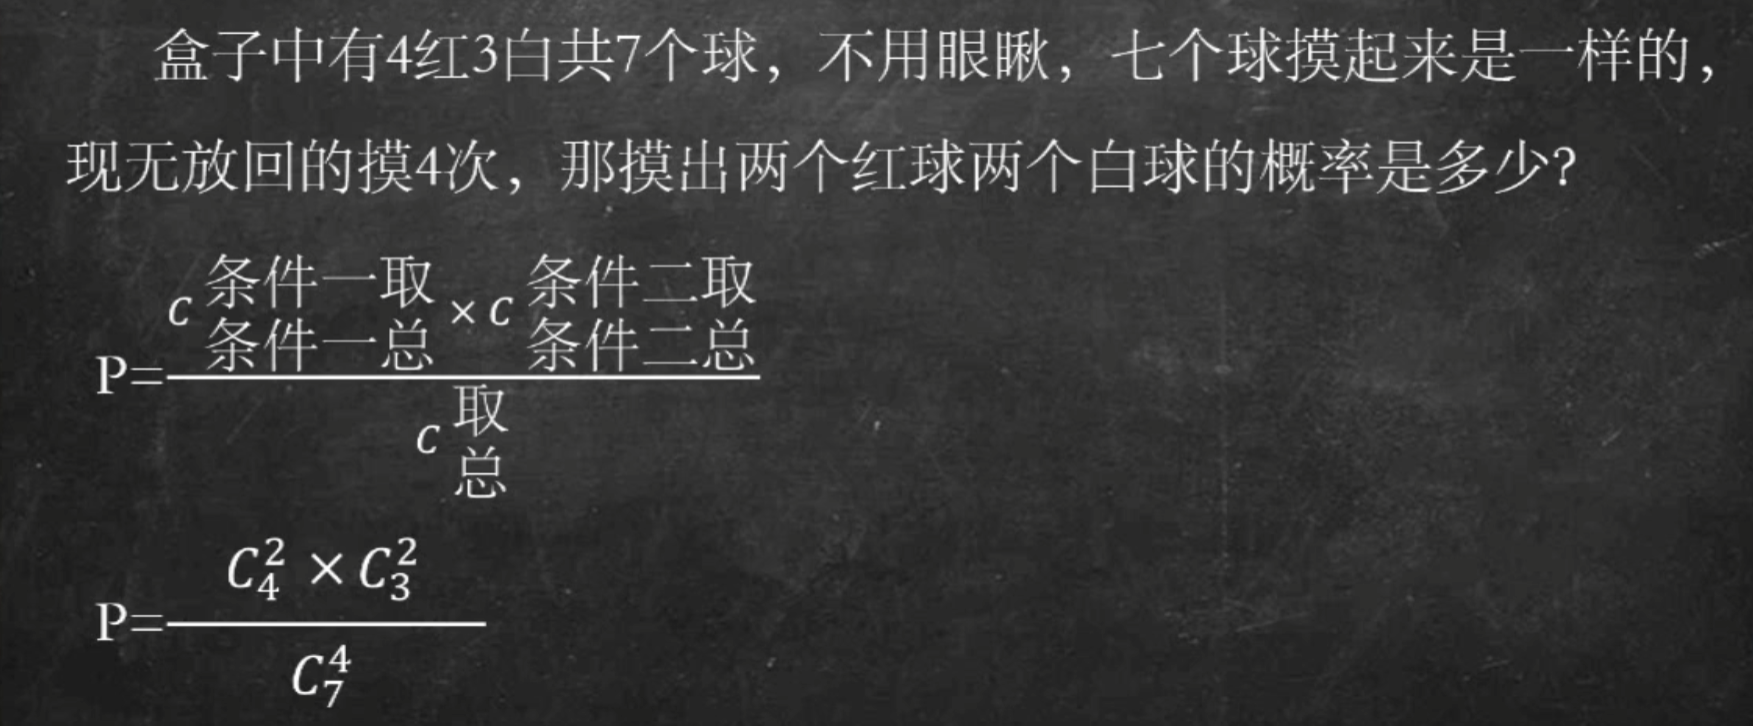 盒子中有4红3白共7个球，不用眼瞅，七个球摸起来是一样的，
现无放回的摸4次，那摸出两个红球两个白球的概率是多少?
P=\frac{C_{条件一总}^{条件一取} × C_{条件二总}^{条件二取}}{C_{总}^{取}}
P=\frac{C_4^2 × C_3^2}{C_7^4}